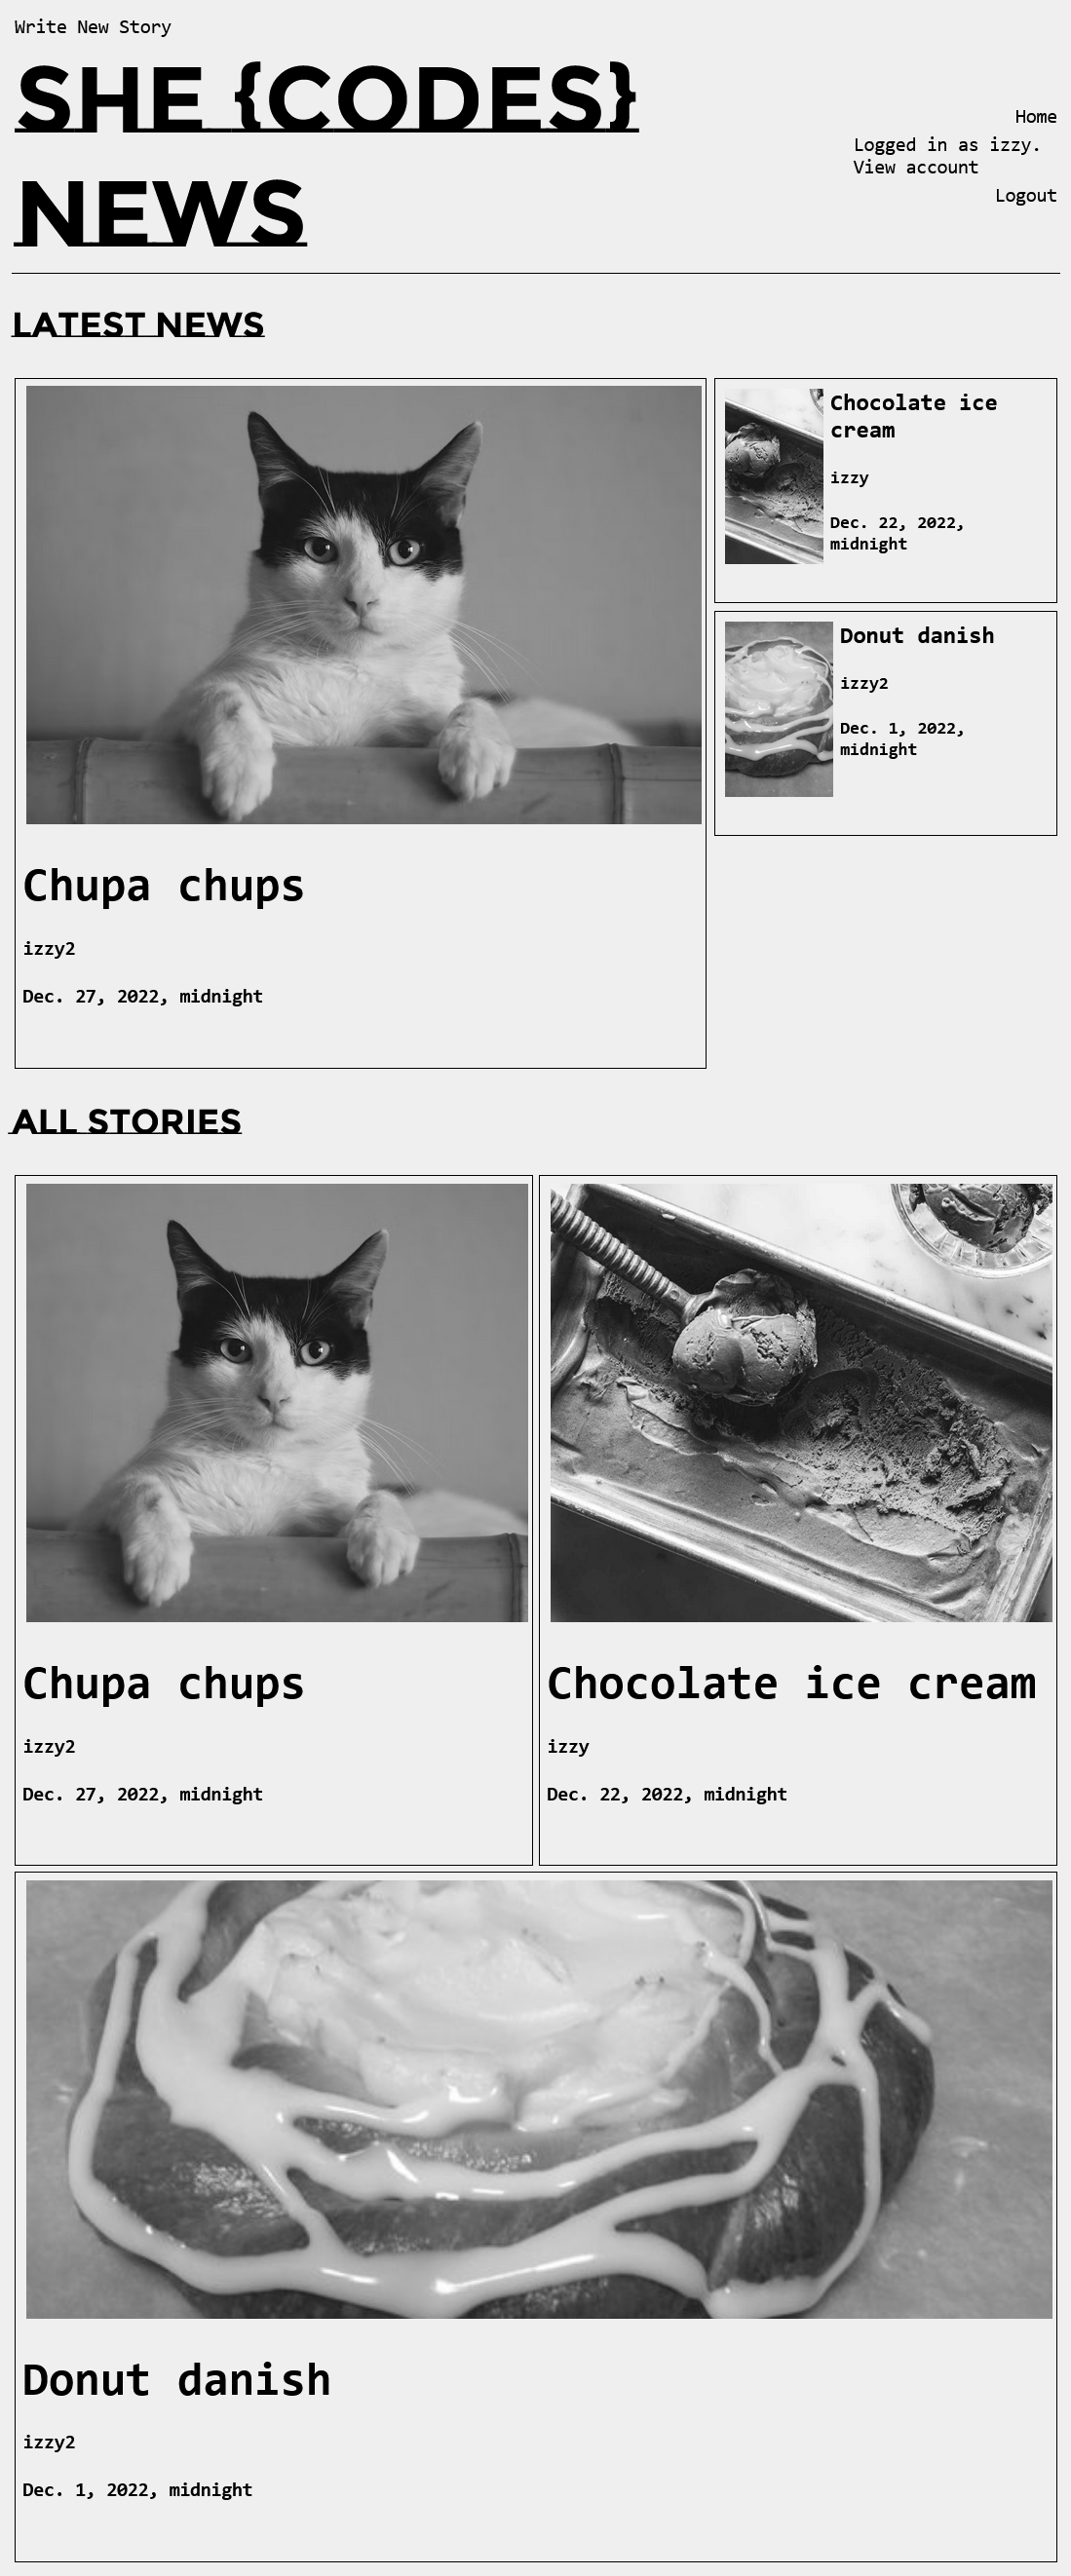 Write New Story
SHE {CODES}
NEWS
Home
Logged in as izzy.
View account
Logout
LATEST NEWS
Chupa chups
izzy2
Dec. 27, 2022, midnight
Chocolate ice
cream
izzy
Dec. 22, 2022,
midnight
Donut danish
izzy2
Dec. 1, 2022,
midnight
ALL STORIES
Chupa chups
izzy2
Dec. 27, 2022, midnight
Chocolate ice cream
izzy
Dec. 22, 2022, midnight
Donut danish
izzy2
Dec. 1, 2022, midnight